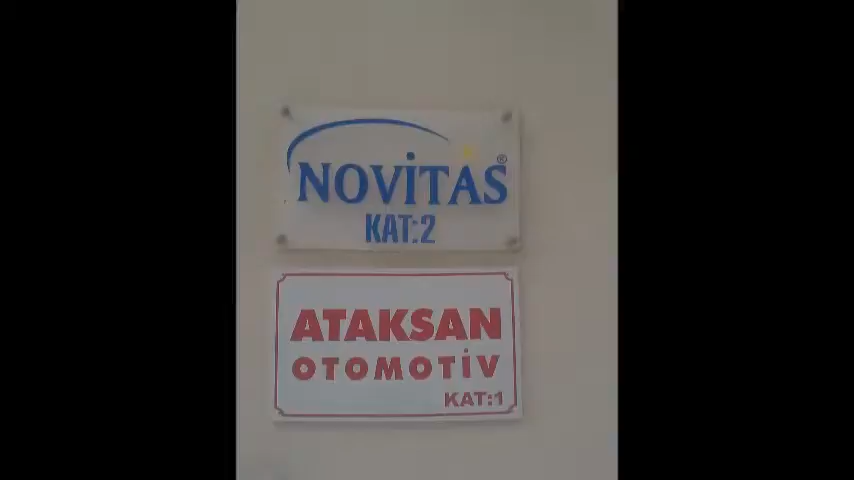 NOVİTAS®
KAT:2
ATAKSAN
OTOMOTİV
KAT:1